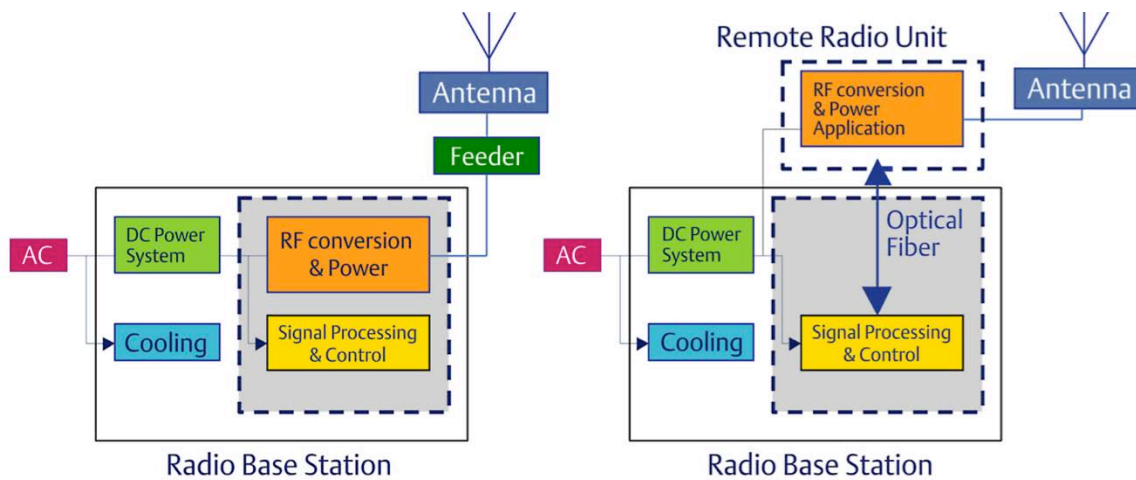 Antenna
Feeder
AC
DC Power
System
RF conversion
& Power
Cooling
Signal Processing
& Control
Radio Base Station
Remote Radio Unit
RF conversion
& Power
Application
Antenna
AC
DC Power
System
Optical
Fiber
Cooling
Signal Processing
& Control
Radio Base Station